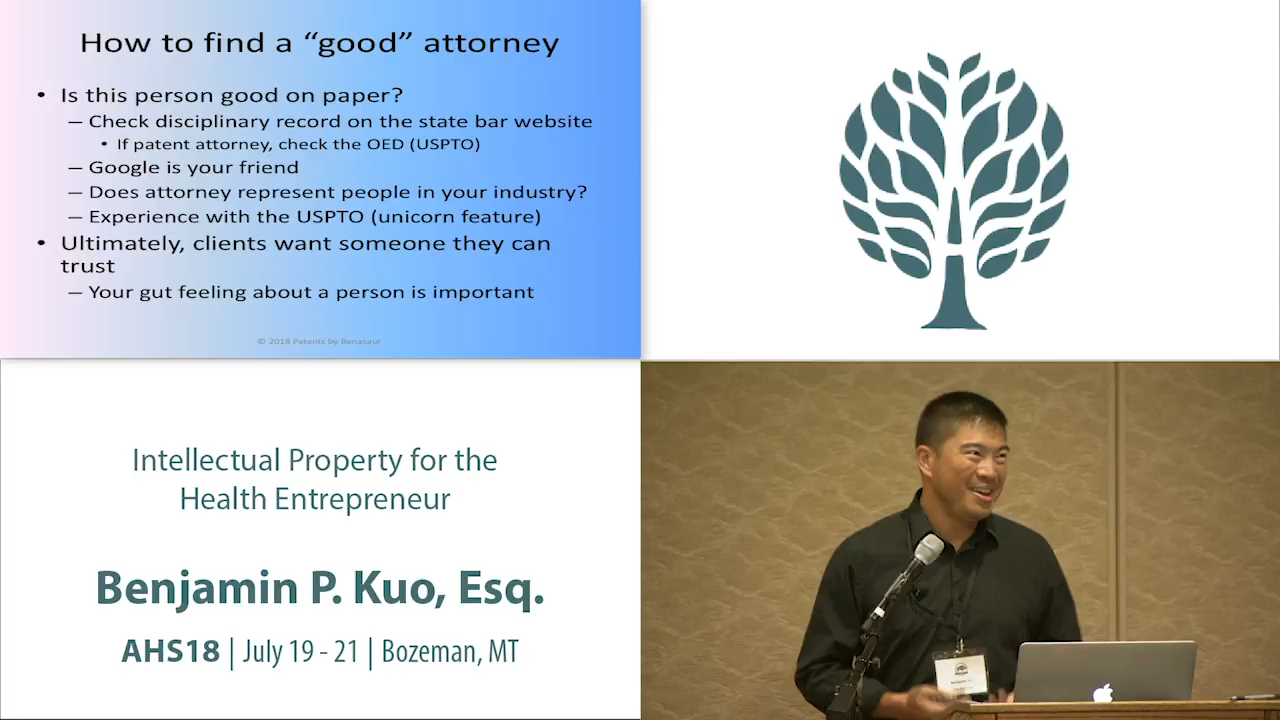 How to find a “good” attorney
• Is this person good on paper?
– Check disciplinary record on the state bar website
• If patent attorney, check the OED (USPTO)
– Google is your friend
– Does attorney represent people in your industry?
– Experience with the USPTO (unicorn feature)
• Ultimately, clients want someone they can
trust
– Your gut feeling about a person is important
© 2018 Patents by Benasaur
Intellectual Property for the
Health Entrepreneur
Benjamin P. Kuo, Esq.
AHS18 | July 19 - 21 | Bozeman, MT